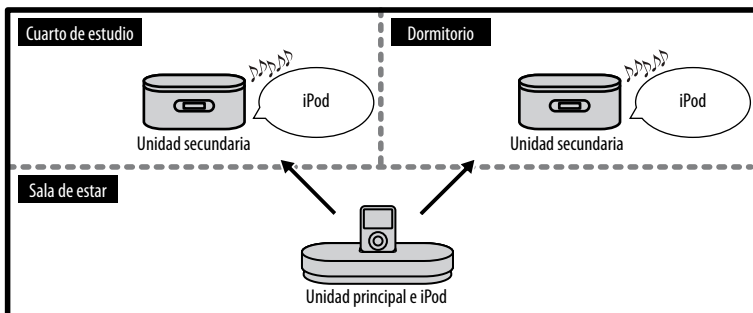 Cuarto de estudio
Dormitorio
iPod
iPod
Unidad secundaria
Unidad secundaria
Sala de estar
Unidad principal e iPod